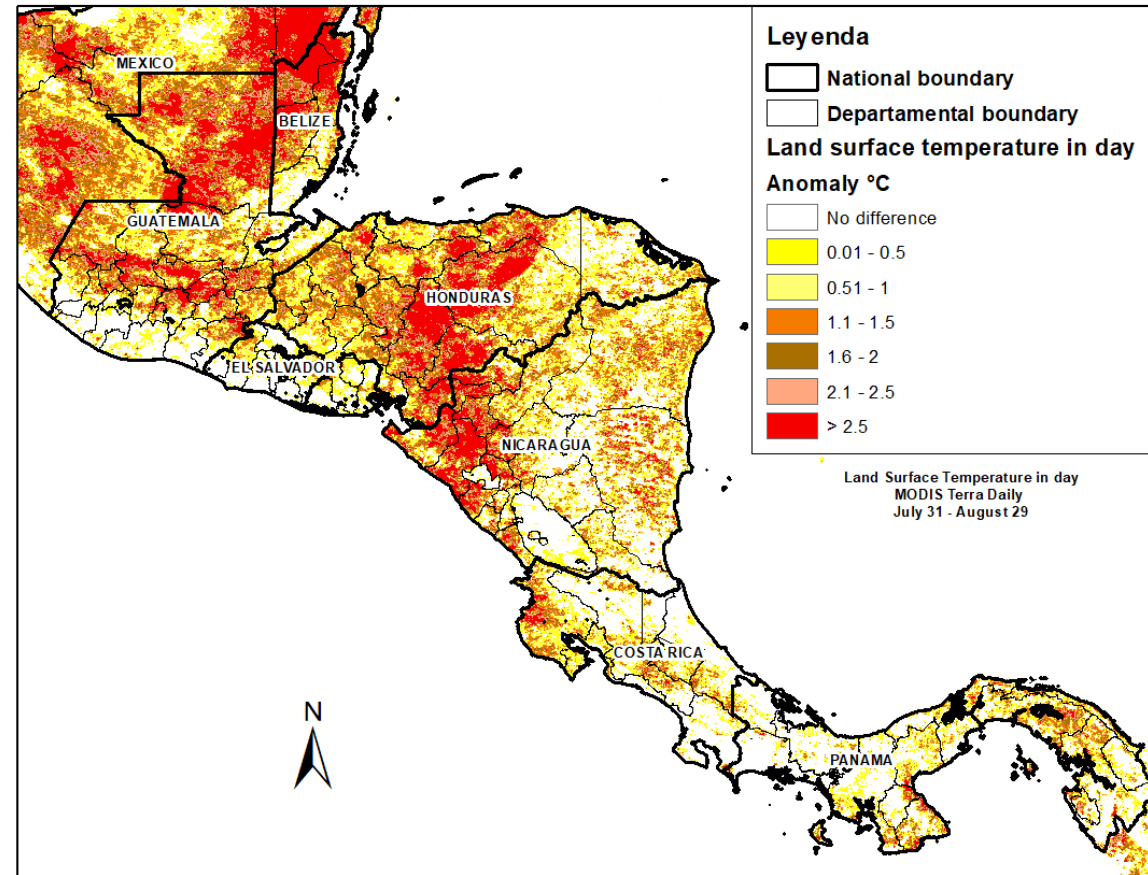 MEXICO
BELIZE
GUATEMALA
HONDURAS
EL SALVADOR
NICARAGUA
COSTA RICA
PANAMA
N
Leyenda
National boundary
Departamental boundary
Land surface temperature in day
Anomaly °C
No difference
0.01 - 0.5
0.51 - 1
1.1 - 1.5
1.6 - 2
2.1 - 2.5
> 2.5
Land Surface Temperature in day
MODIS Terra Daily
July 31 - August 29